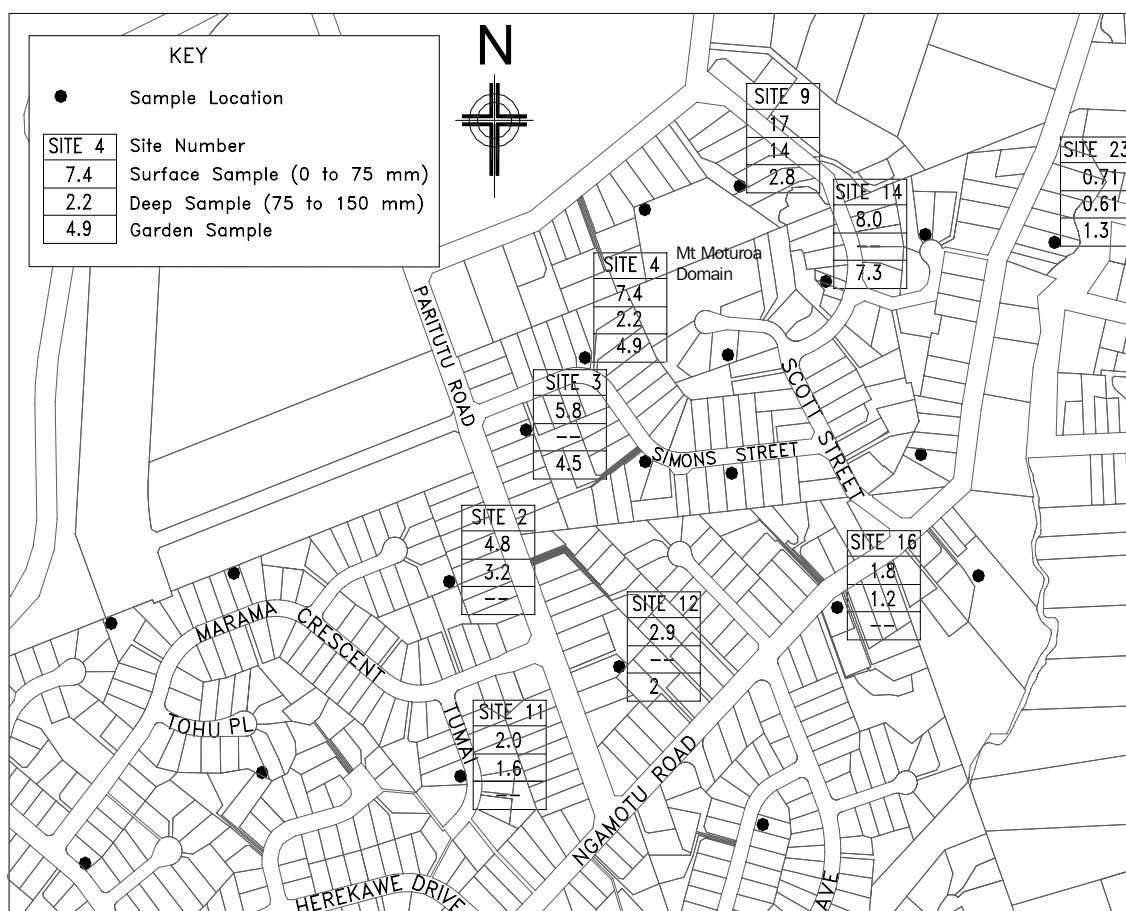 KEY
Sample Location
SITE 4 Site Number
7.4 Surface Sample (0 to 75 mm)
2.2 Deep Sample (75 to 150 mm)
4.9 Garden Sample
N
SITE 9
17
14
2.8
SITE 23
0.71
0.61
1.3
SITE 14
8.0
--
7.3
Mt Moturoa
Domain
SITE 4
7.4
2.2
4.9
PARITUTU ROAD
SITE 3
5.8
--
4.5
SCOTT STREET
SIMONS STREET
SITE 2
4.8
3.2
--
SITE 16
1.8
1.2
--
SITE 12
2.9
--
2
MARAMA CRESCENT
TOHU PL
TUMAI
SITE 11
2.0
1.6
--
NGAMOTU ROAD
HEREKAWE DRIVE
AVE